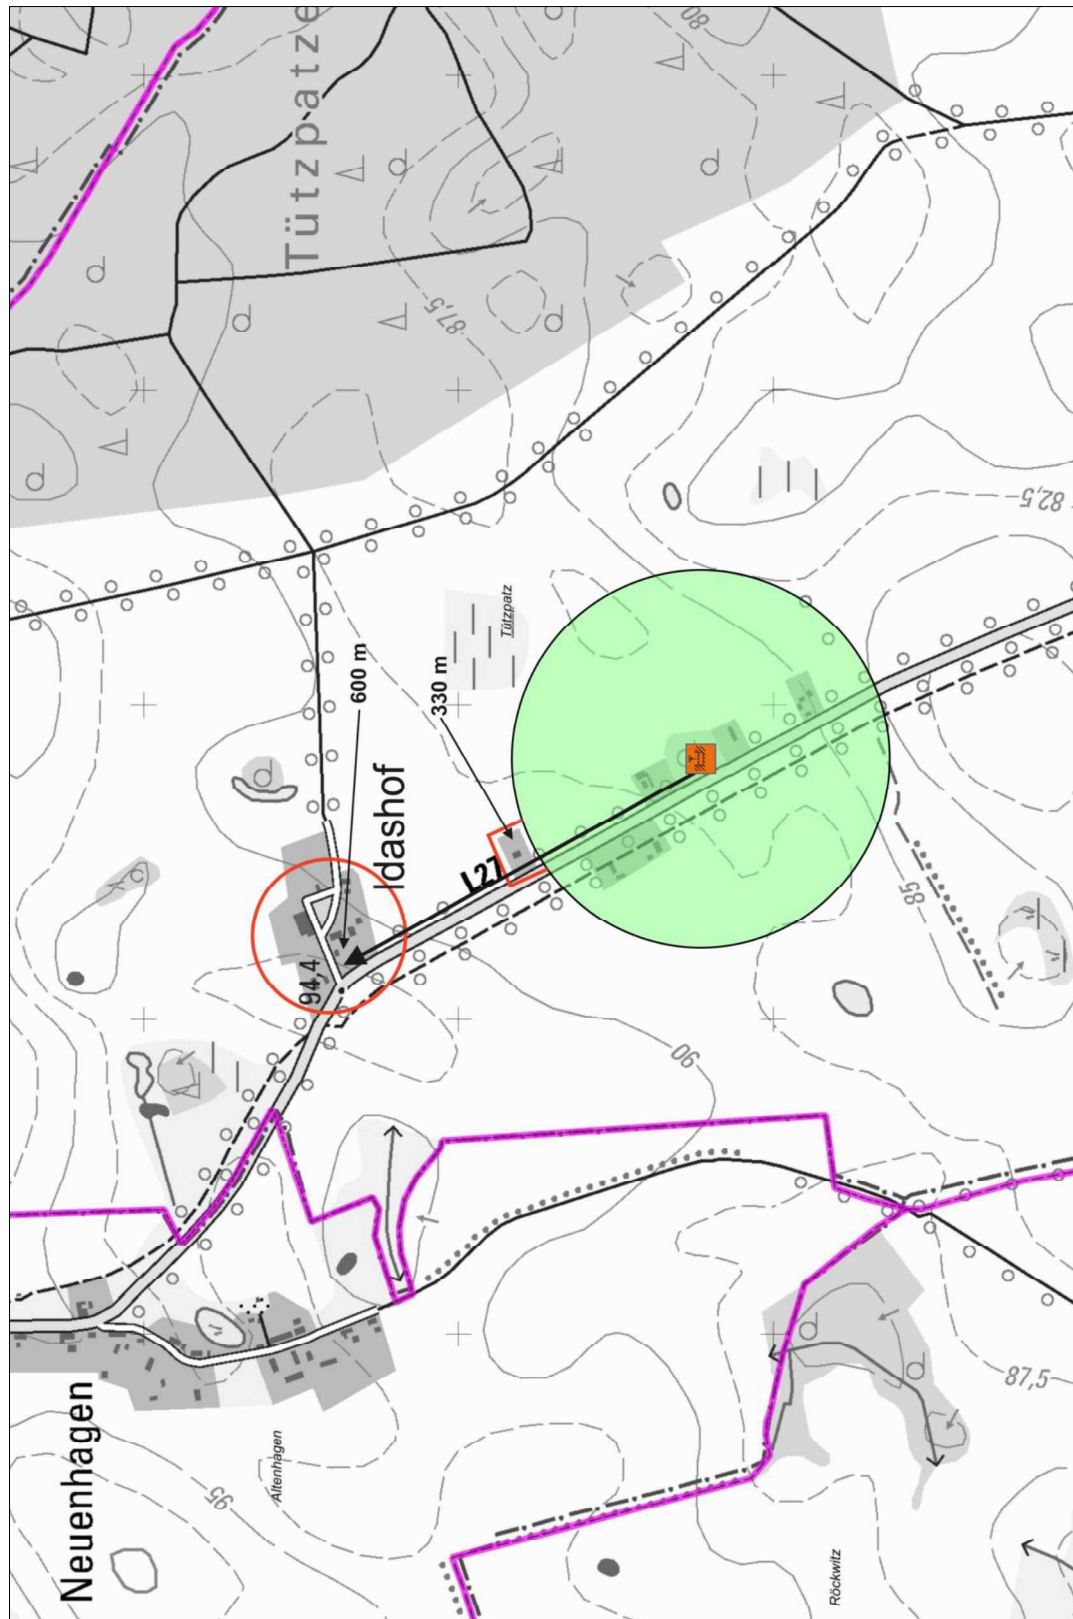 Tützpatze
80
87,5
82,5
Tützpatz
600 m
330 m
Idashof
L27
94,4
85
90
Neuenhagen
Altenhagen
95
87,5
Röckwitz